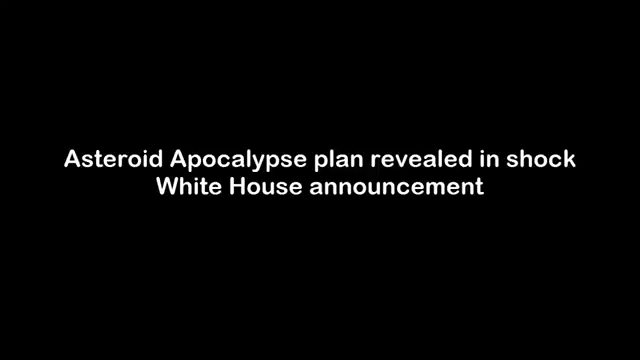 Asteroid Apocalypse plan revealed in shock
White House announcement